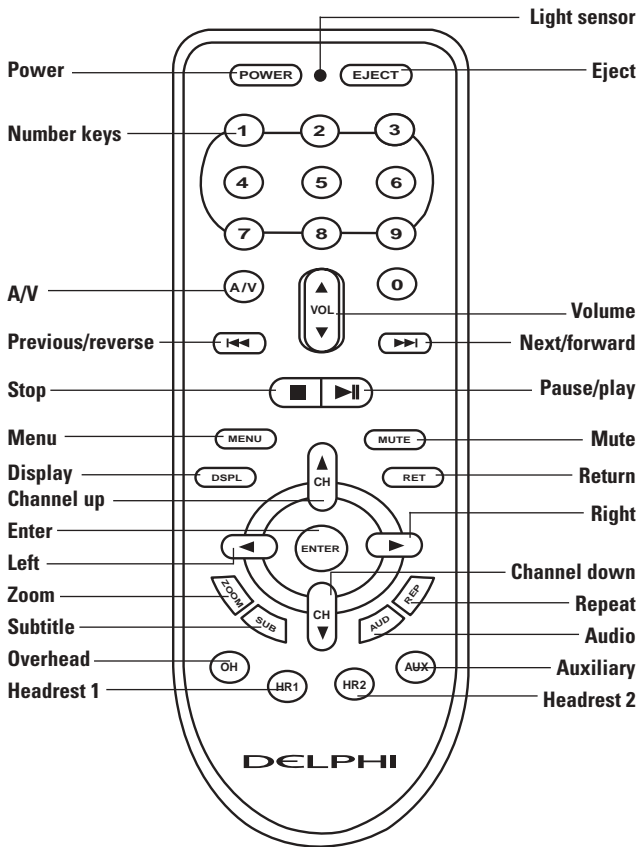 Light sensor
Power POWER EJECT Eject
Number keys 1 2 3
4 5 6
7 8 9
A/V A/V VOL 0
Volume
Previous/reverse Next/forward
Stop Pause/play
Menu MENU MUTE Mute
Display DSPL CH RET Return
Channel up
Right
Enter ENTER
Left
Channel down
Zoom ZOOM REP Repeat
Subtitle SUB CH AUD Audio
Overhead OH AUX Auxiliary
Headrest 1 HR1 HR2 Headrest 2
DELPHI